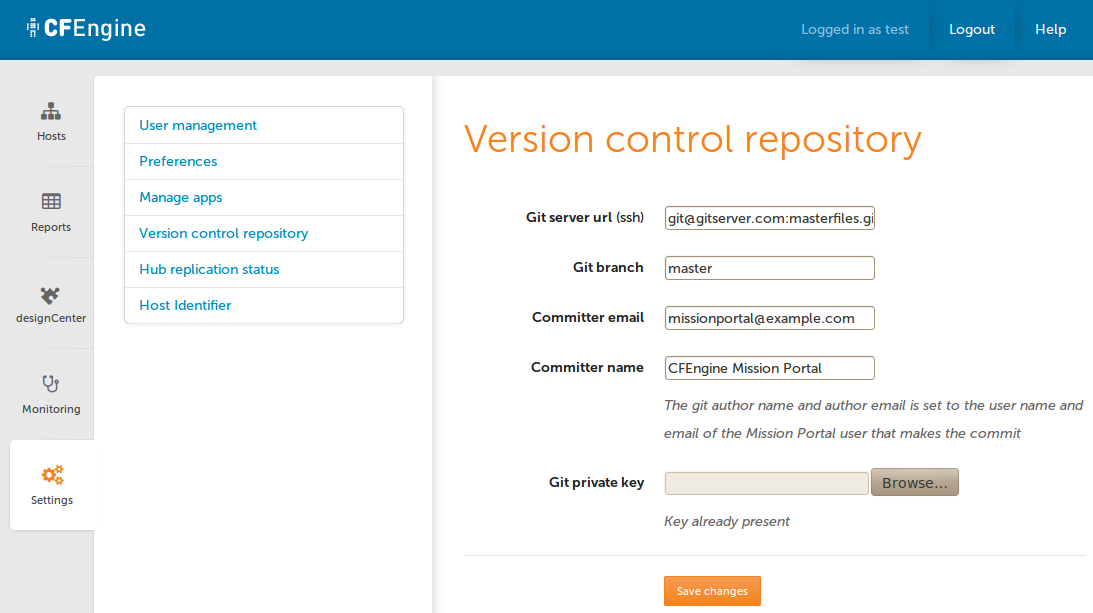 CFEngine
Logged in as test
Logout
Help
Hosts
Reports
designCenter
Monitoring
Settings
User management
Preferences
Manage apps
Version control repository
Hub replication status
Host Identifier
Version control repository
Git server url (ssh)
git@gitserver.com:masterfiles.gi
Git branch
master
Committer email
missionportal@example.com
Committer name
CFEngine Mission Portal
The git author name and author email is set to the user name and
email of the Mission Portal user that makes the commit
Git private key
Browse...
Key already present
Save changes